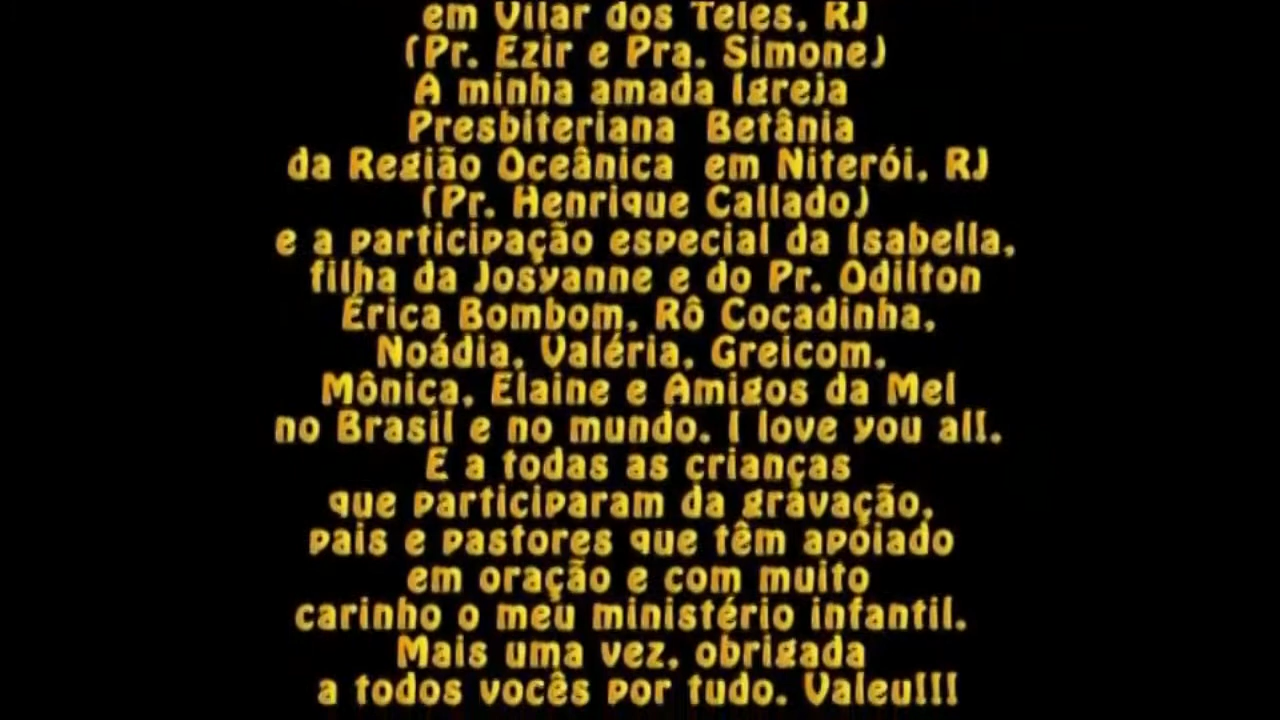 em Vilar dos Teles, RJ
(Pr. Ezir e Pra. Simone)
A minha amada Igreja
Presbiteriana Betânia
da Região Oceânica em Niterói, RJ
(Pr. Henrique Callado)
e a participação especial da Isabella,
filha da Josyanne e do Pr. Odilton
Érica Bombom, Rô Cocadinha,
Noádia, Valéria, Greicom,
Mônica, Elaine e Amigos da Mel
no Brasil e no mundo. I love you all.
E a todas as crianças
que participaram da gravação,
pais e pastores que têm apoiado
em oração e com muito
carinho o meu ministério infantil.
Mais uma vez, obrigada
a todos vocês por tudo. Valeu!!!